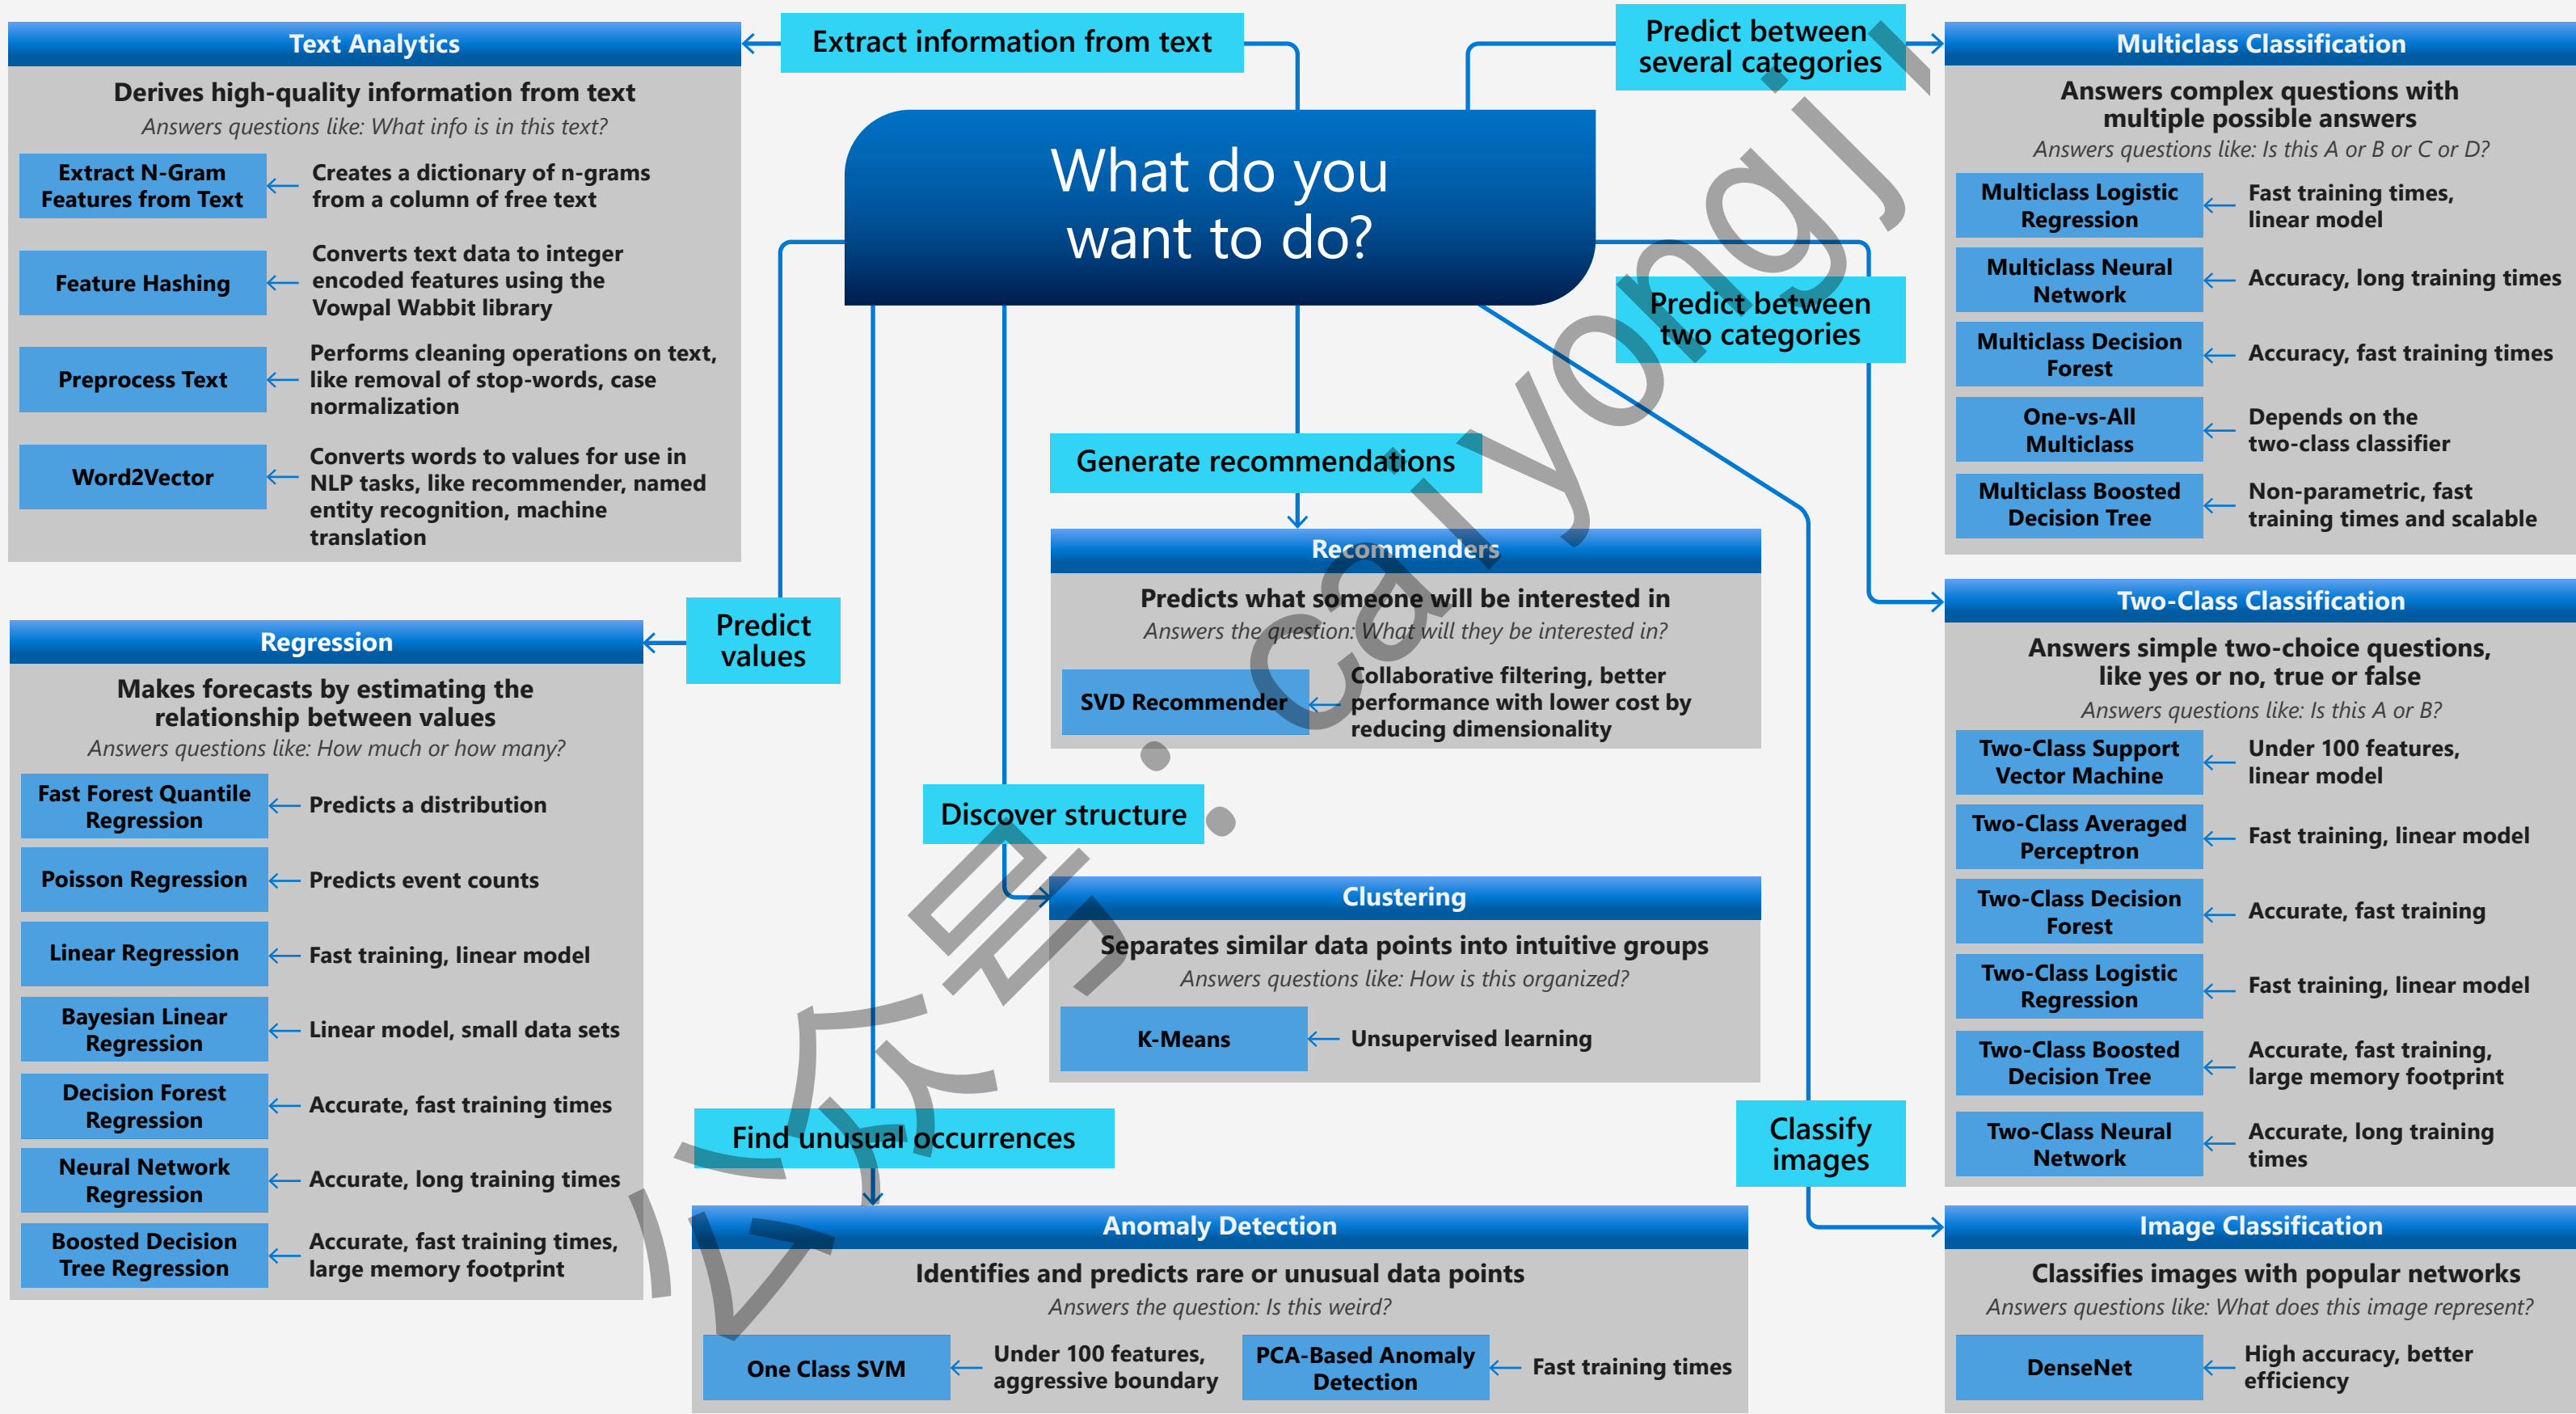 Extract information from text
Predict between
several categories
What do you
want to do?
Text Analytics
Derives high-quality information from text
Answers questions like: What info is in this text?
Extract N-Gram
Features from Text
Creates a dictionary of n-grams
from a column of free text
Feature Hashing
Converts text data to integer
encoded features using the
Vowpal Wabbit library
Preprocess Text
Performs cleaning operations on text,
like removal of stop-words, case
normalization
Word2Vector
Converts words to values for use in
NLP tasks, like recommender, named
entity recognition, machine
translation
Multiclass Classification
Answers complex questions with
multiple possible answers
Answers questions like: Is this A or B or C or D?
Multiclass Logistic
Regression
Fast training times,
linear model
Multiclass Neural
Network
Accuracy, long training times
Multiclass Decision
Forest
Accuracy, fast training times
One-vs-All
Multiclass
Depends on the
two-class classifier
Multiclass Boosted
Decision Tree
Non-parametric, fast
training times and scalable
Predict between
two categories
Generate recommendations
Recommenders
Predicts what someone will be interested in
Answers the question: What will they be interested in?
SVD Recommender
Collaborative filtering, better
performance with lower cost by
reducing dimensionality
Predict
values
Regression
Makes forecasts by estimating the
relationship between values
Answers questions like: How much or how many?
Fast Forest Quantile
Regression
Predicts a distribution
Poisson Regression
Predicts event counts
Linear Regression
Fast training, linear model
Bayesian Linear
Regression
Linear model, small data sets
Decision Forest
Regression
Accurate, fast training times
Neural Network
Regression
Accurate, long training times
Boosted Decision
Tree Regression
Accurate, fast training times,
large memory footprint
Two-Class Classification
Answers simple two-choice questions,
like yes or no, true or false
Answers questions like: Is this A or B?
Two-Class Support
Vector Machine
Under 100 features,
linear model
Two-Class Averaged
Perceptron
Fast training, linear model
Two-Class Decision
Forest
Accurate, fast training
Two-Class Logistic
Regression
Fast training, linear model
Two-Class Boosted
Decision Tree
Accurate, fast training,
large memory footprint
Two-Class Neural
Network
Accurate, long training
times
Discover structure
Clustering
Separates similar data points into intuitive groups
Answers questions like: How is this organized?
K-Means
Unsupervised learning
Find unusual occurrences
Anomaly Detection
Identifies and predicts rare or unusual data points
Answers the question: Is this weird?
One Class SVM
Under 100 features,
aggressive boundary
PCA-Based Anomaly
Detection
Fast training times
Classify
images
Image Classification
Classifies images with popular networks
Answers questions like: What does this image represent?
DenseNet
High accuracy, better
efficiency